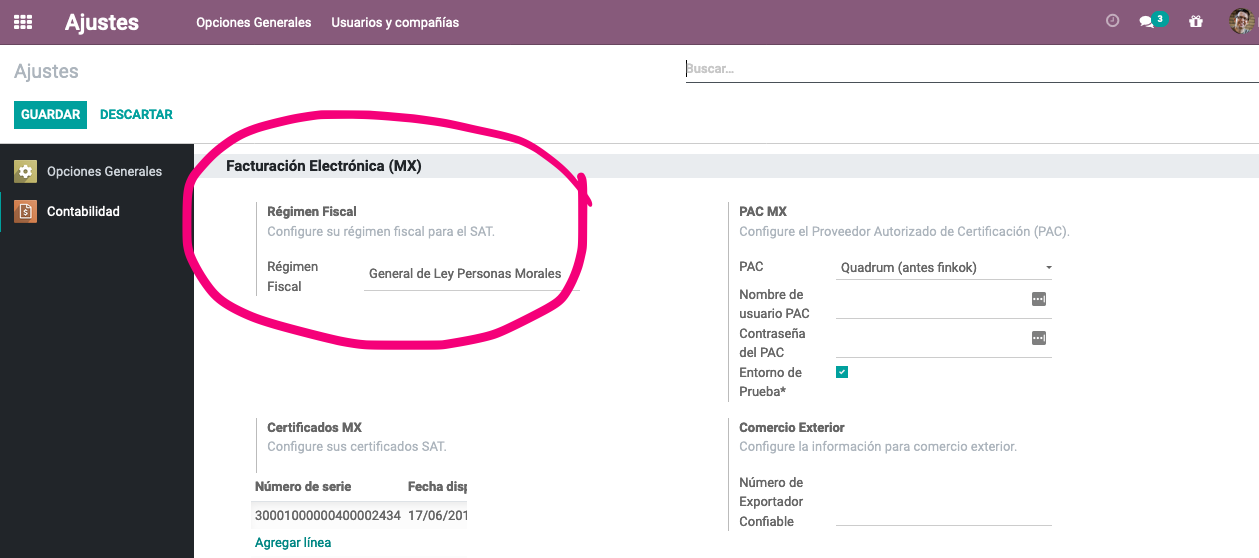 Ajustes
Opciones Generales
Usuarios y compañías
3
Ajustes
Buscar...
GUARDAR
DESCARTAR
Opciones Generales
Contabilidad
Facturación Electrónica (MX)
Régimen Fiscal
Configure su régimen fiscal para el SAT.
Régimen
Fiscal
General de Ley Personas Morales
PAC MX
Configure el Proveedor Autorizado de Certificación (PAC).
PAC
Quadrum (antes finkok)
Nombre de
usuario PAC
Contraseña
del PAC
Entorno de
Prueba*
Certificados MX
Configure sus certificados SAT.
Número de serie
Fecha disp
30001000000400002434
17/06/201
Agregar línea
Comercio Exterior
Configure la información para comercio exterior.
Número de
Exportador
Confiable